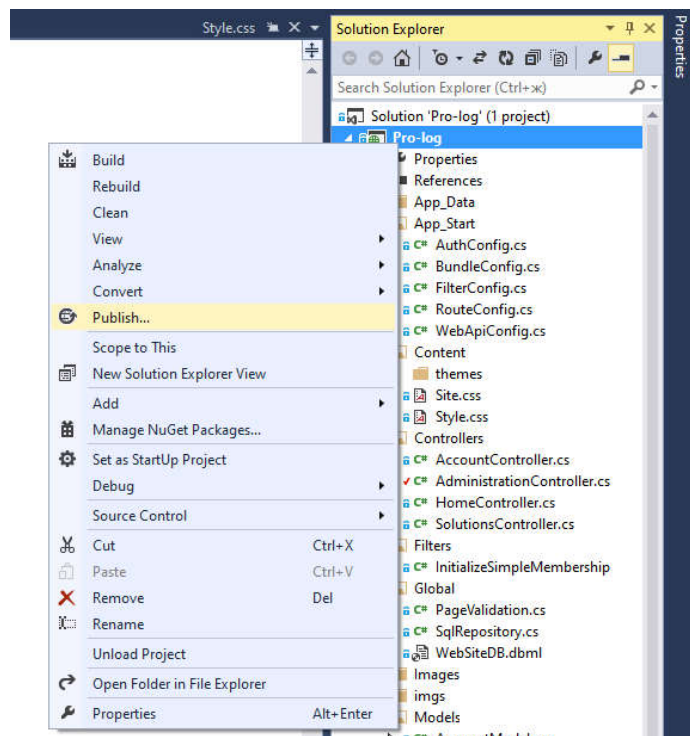 Style.css
Solution Explorer
Properties
Search Solution Explorer (Ctrl+ж)
Solution 'Pro-log' (1 project)
Pro-log
Properties
References
App_Data
App_Start
AuthConfig.cs
BundleConfig.cs
FilterConfig.cs
RouteConfig.cs
WebApiConfig.cs
Content
themes
Site.css
Style.css
Controllers
AccountController.cs
AdministrationController.cs
HomeController.cs
SolutionsController.cs
Filters
InitializeSimpleMembership
Global
PageValidation.cs
SqlRepository.cs
WebSiteDB.dbml
Images
imgs
Models
Build
Rebuild
Clean
View
Analyze
Convert
Publish...
Scope to This
New Solution Explorer View
Add
Manage NuGet Packages...
Set as StartUp Project
Debug
Source Control
Cut Ctrl+X
Paste Ctrl+V
Remove Del
Rename
Unload Project
Open Folder in File Explorer
Properties Alt+Enter